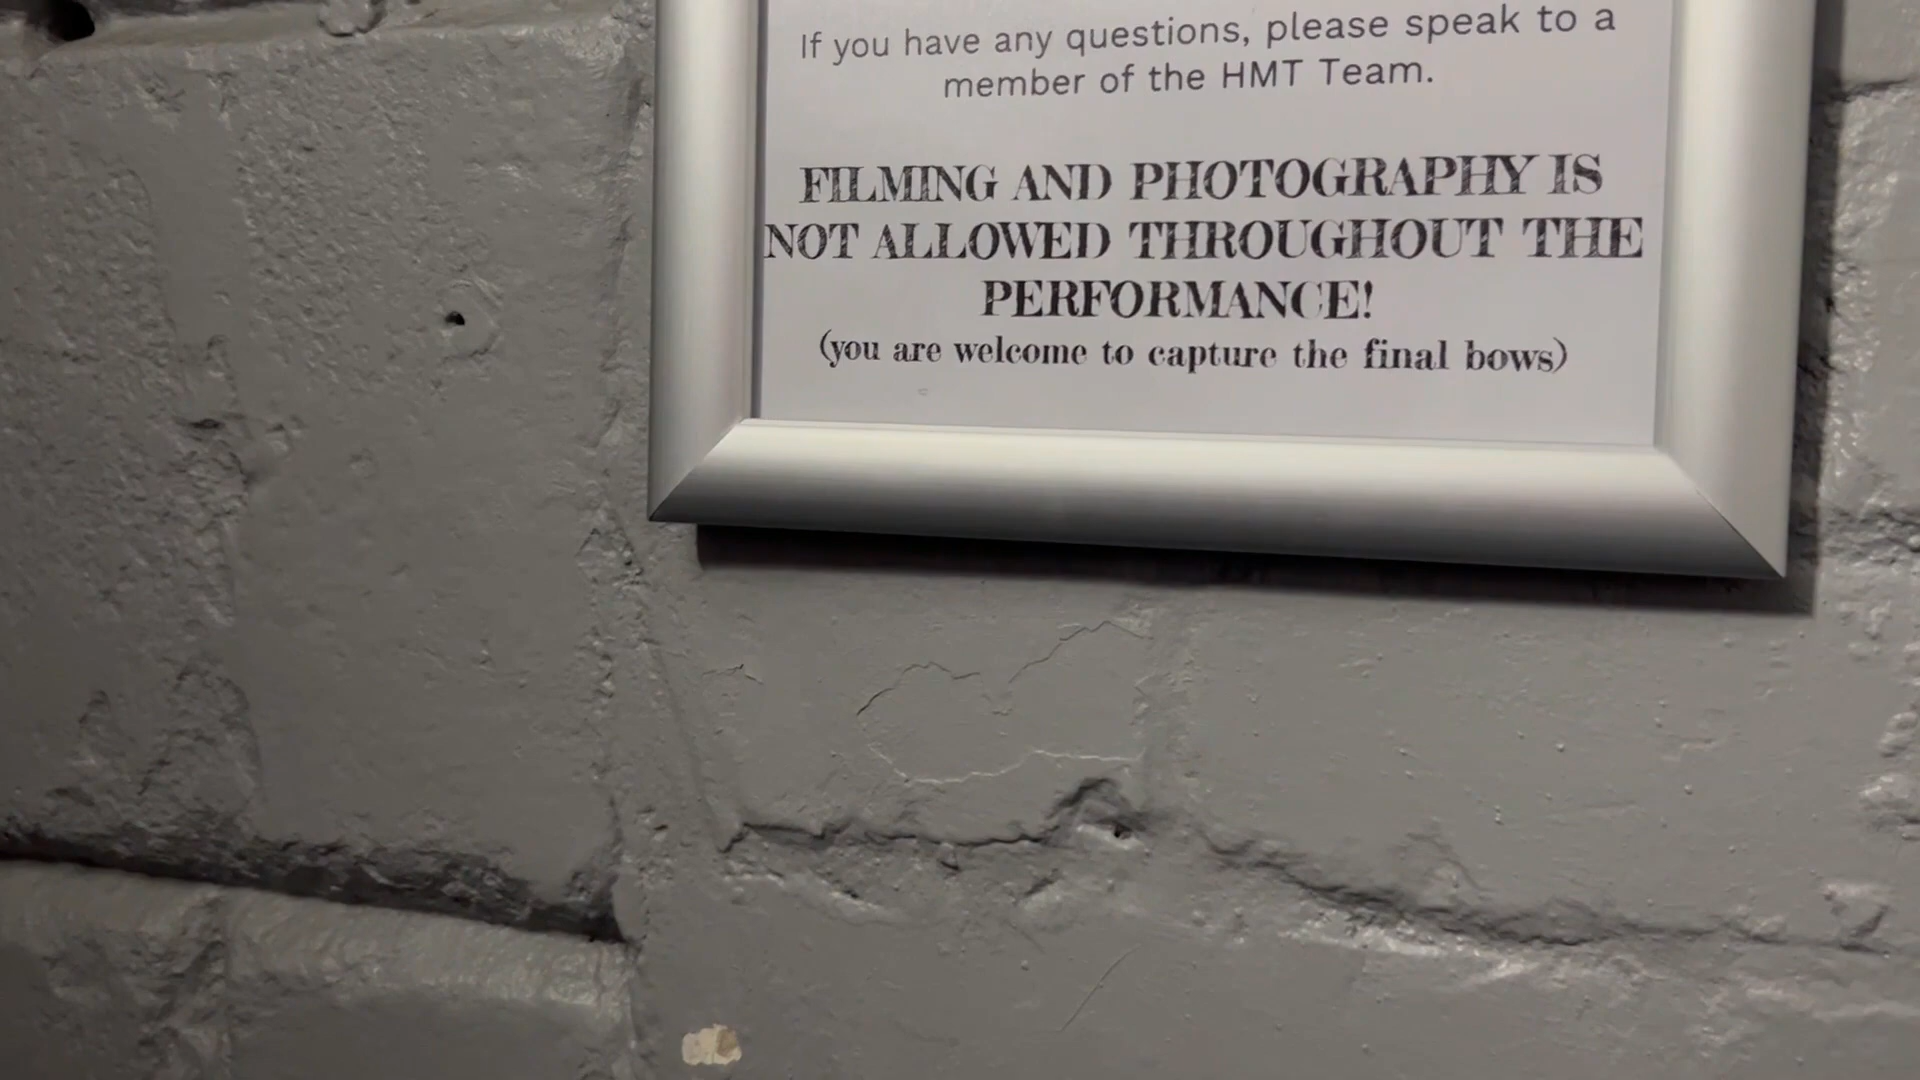 If you have any questions, please speak to a
member of the HMT Team.
FILMING AND PHOTOGRAPHY IS
NOT ALLOWED THROUGHOUT THE
PERFORMANCE!
(you are welcome to capture the final bows)